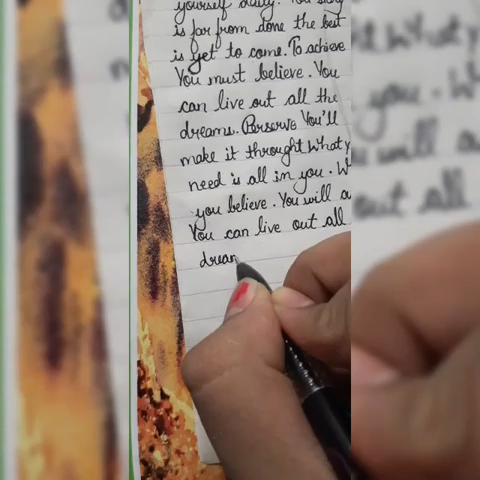 yourself daily. You story
is far from done the best
is yet to come. To achieve
You must believe. You
can live out all the
dreams. Perserve You'll
make it throught What y
need is all in you. W
you believe. You will a
You can live out all
drean